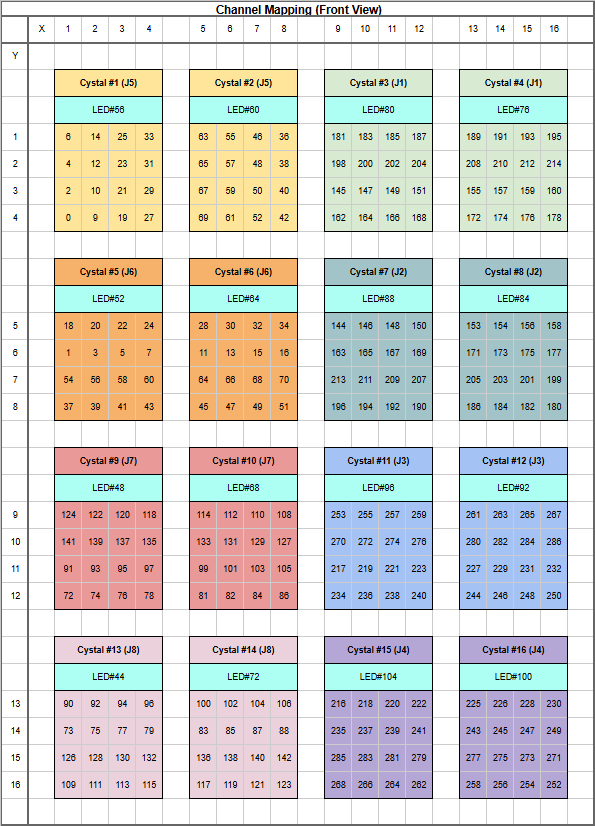 Channel Mapping (Front View)
X 1 2 3 4 5 6 7 8 9 10 11 12 13 14 15 16
Y
Cystal #1 (J5) Cystal #2 (J5) Cystal #3 (J1) Cystal #4 (J1)
LED#56 LED#60 LED#80 LED#76
1 6 14 25 33 63 55 46 36 181 183 185 187 189 191 193 195
2 4 12 23 31 65 57 48 38 198 200 202 204 208 210 212 214
3 2 10 21 29 67 59 50 40 145 147 149 151 155 157 159 160
4 0 9 19 27 69 61 52 42 162 164 166 168 172 174 176 178
Cystal #5 (J6) Cystal #6 (J6) Cystal #7 (J2) Cystal #8 (J2)
LED#52 LED#64 LED#88 LED#84
5 18 20 22 24 28 30 32 34 144 146 148 150 153 154 156 158
6 1 3 5 7 11 13 15 16 163 165 167 169 171 173 175 177
7 54 56 58 60 64 66 68 70 213 211 209 207 205 203 201 199
8 37 39 41 43 45 47 49 51 196 194 192 190 186 184 182 180
Cystal #9 (J7) Cystal #10 (J7) Cystal #11 (J3) Cystal #12 (J3)
LED#48 LED#68 LED#96 LED#92
9 124 122 120 118 114 112 110 108 253 255 257 259 261 263 265 267
10 141 139 137 135 133 131 129 127 270 272 274 276 280 282 284 286
11 91 93 95 97 99 101 103 105 217 219 221 223 227 229 231 232
12 72 74 76 78 81 82 84 86 234 236 238 240 244 246 248 250
Cystal #13 (J8) Cystal #14 (J8) Cystal #15 (J4) Cystal #16 (J4)
LED#44 LED#72 LED#104 LED#100
13 90 92 94 96 100 102 104 106 216 218 220 222 225 226 228 230
14 73 75 77 79 83 85 87 88 235 237 239 241 243 245 247 249
15 126 128 130 132 136 138 140 142 285 283 281 279 277 275 273 271
16 109 111 113 115 117 119 121 123 268 266 264 262 258 256 254 252